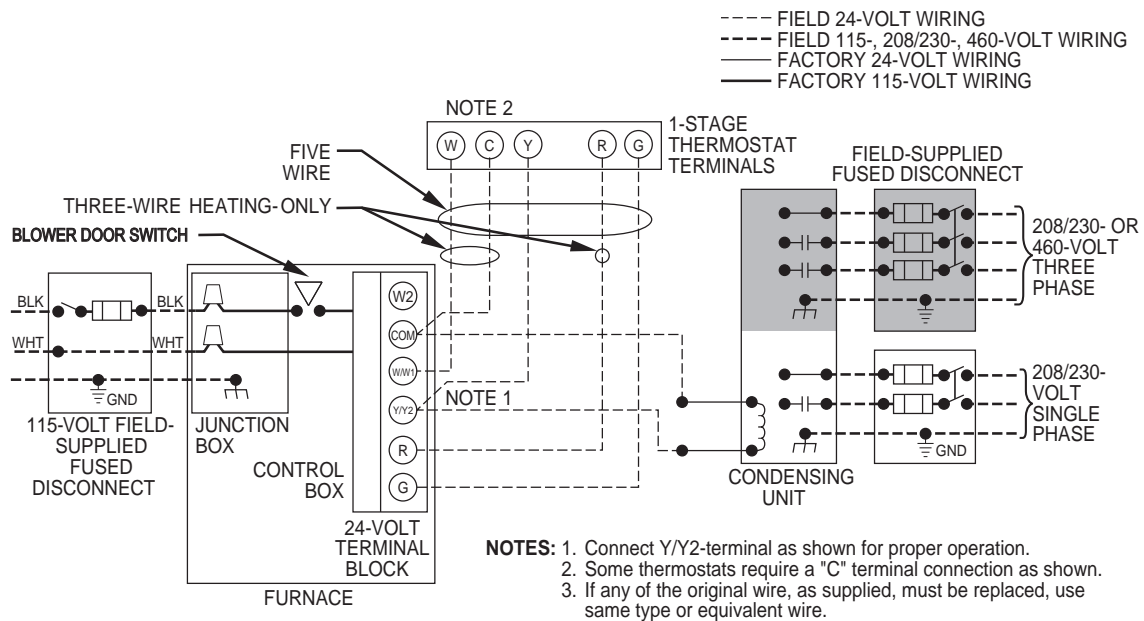 FIELD 24-VOLT WIRING
FIELD 115-, 208/230-, 460-VOLT WIRING
FACTORY 24-VOLT WIRING
FACTORY 115-VOLT WIRING
NOTE 2
W
C
Y
R
G
1-STAGE
THERMOSTAT
TERMINALS
FIVE
WIRE
THREE-WIRE HEATING-ONLY
BLOWER DOOR SWITCH
FIELD-SUPPLIED
FUSED DISCONNECT
208/230- OR
460-VOLT
THREE
PHASE
BLK
BLK
WHT
WHT
GND
115-VOLT FIELD-
SUPPLIED
FUSED
DISCONNECT
JUNCTION
BOX
CONTROL
BOX
W2
COM
W/W1
Y/Y2
R
G
NOTE 1
24-VOLT
TERMINAL
BLOCK
FURNACE
CONDENSING
UNIT
208/230-
VOLT
SINGLE
PHASE
GND
NOTES: 1. Connect Y/Y2-terminal as shown for proper operation.
2. Some thermostats require a "C" terminal connection as shown.
3. If any of the original wire, as supplied, must be replaced, use
same type or equivalent wire.